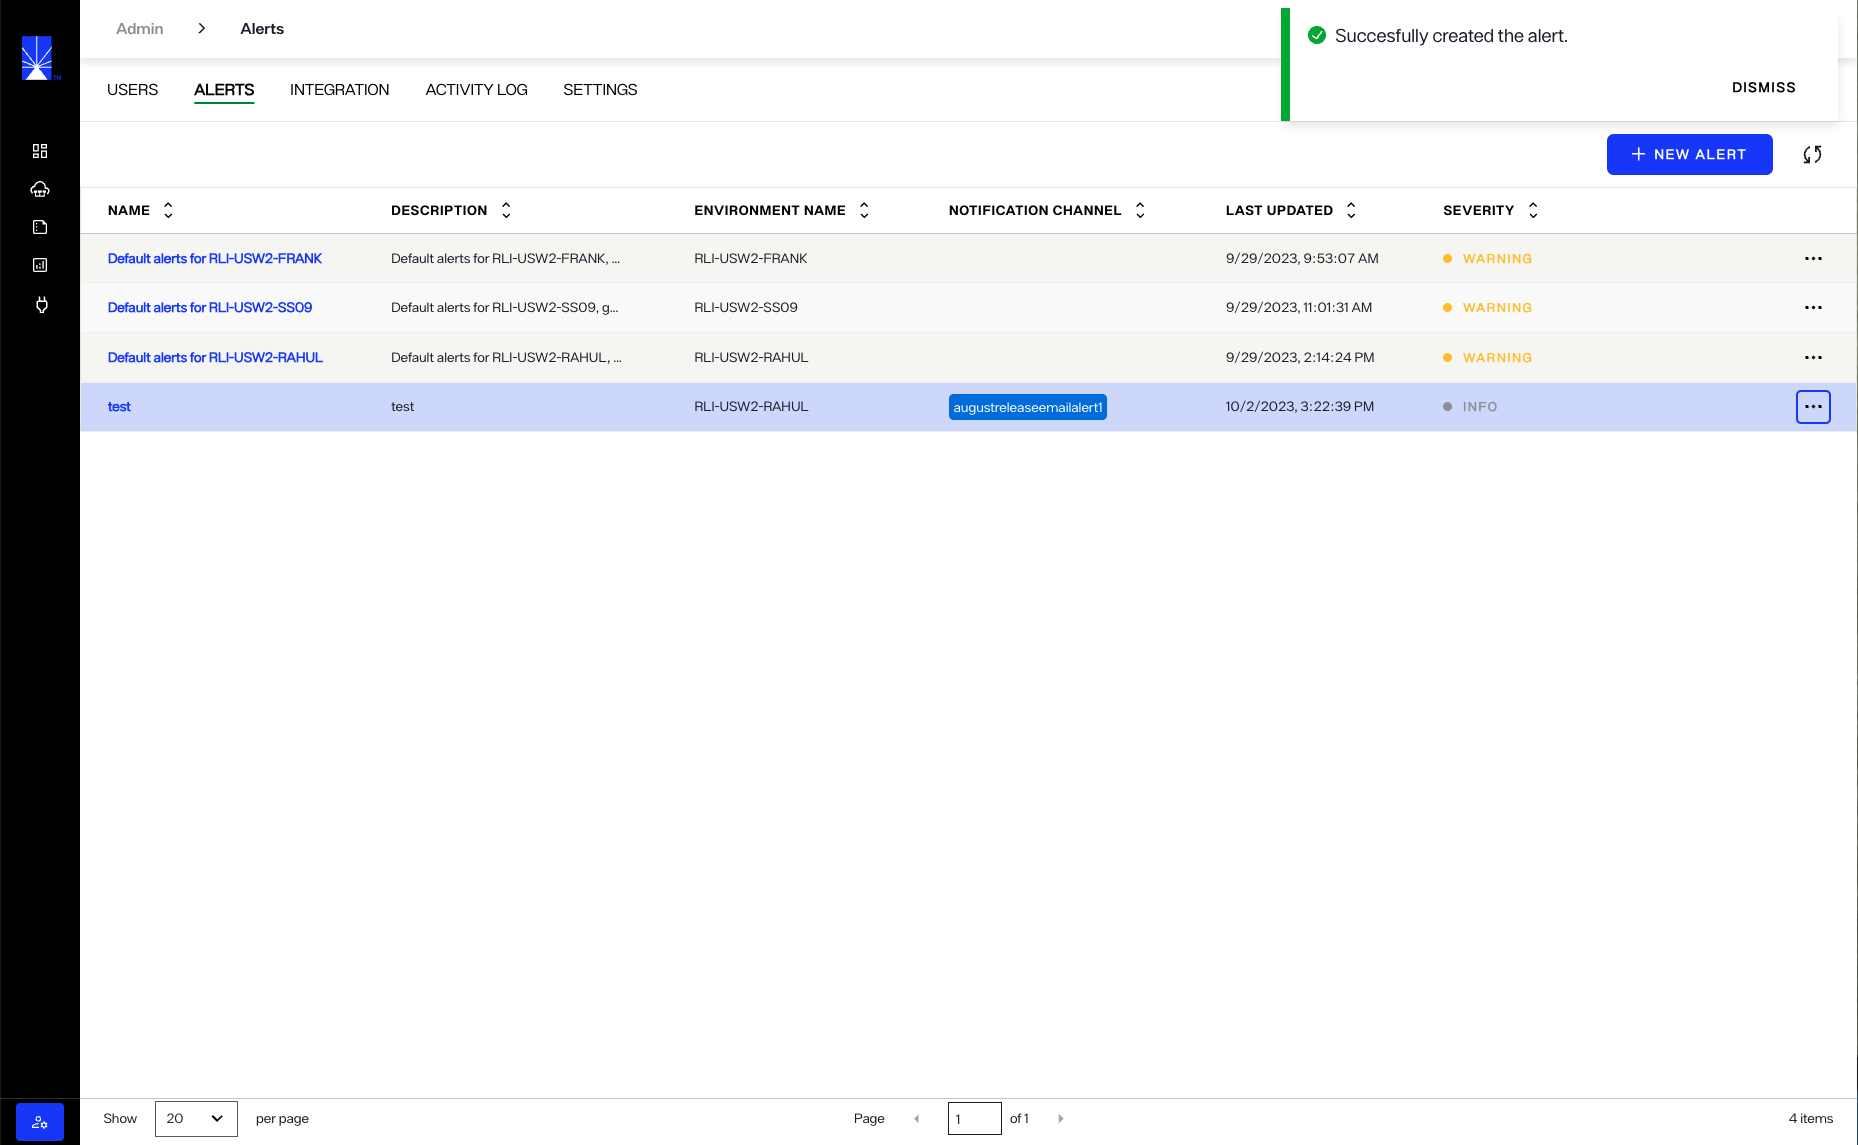 Admin > Alerts
Succesfully created the alert.
DISMISS
USERS ALERTS INTEGRATION ACTIVITY LOG SETTINGS
+ NEW ALERT
NAME DESCRIPTION ENVIRONMENT NAME NOTIFICATION CHANNEL LAST UPDATED SEVERITY
Default alerts for RLI-USW2-FRANK Default alerts for RLI-USW2-FRANK, ... RLI-USW2-FRANK 9/29/2023, 9:53:07 AM WARNING ...
Default alerts for RLI-USW2-SS09 Default alerts for RLI-USW2-SS09, g... RLI-USW2-SS09 9/29/2023, 11:01:31 AM WARNING ...
Default alerts for RLI-USW2-RAHUL Default alerts for RLI-USW2-RAHUL, ... RLI-USW2-RAHUL 9/29/2023, 2:14:24 PM WARNING ...
test test RLI-USW2-RAHUL augustreleaseemailalert1 10/2/2023, 3:22:39 PM INFO ...
Show 20 per page Page 1 of 1 4 items